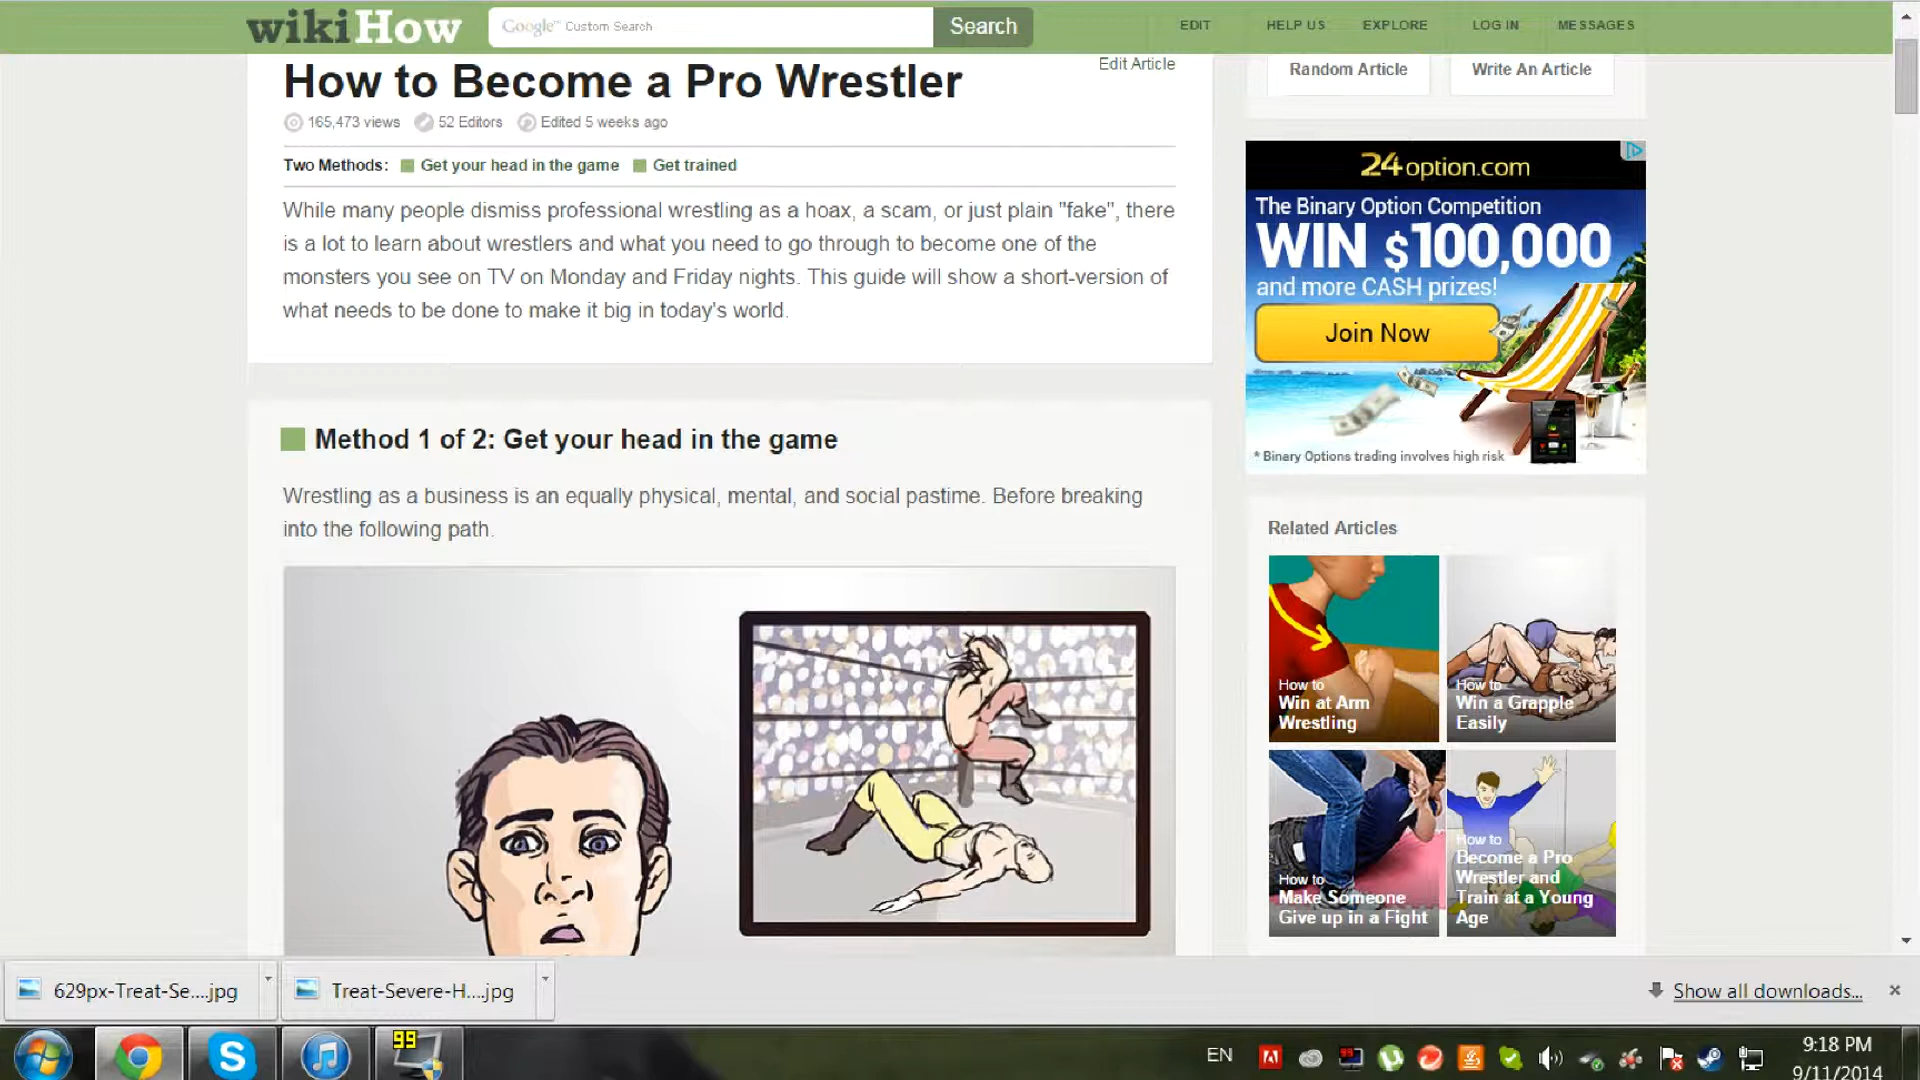 wikiHow
Google™ Custom Search
Search
EDIT
HELP US
EXPLORE
LOG IN
MESSAGES
How to Become a Pro Wrestler
Edit Article
165,473 views
52 Editors
Edited 5 weeks ago
Two Methods:
Get your head in the game
Get trained
While many people dismiss professional wrestling as a hoax, a scam, or just plain "fake", there
is a lot to learn about wrestlers and what you need to go through to become one of the
monsters you see on TV on Monday and Friday nights. This guide will show a short-version of
what needs to be done to make it big in today's world.
Method 1 of 2: Get your head in the game
Wrestling as a business is an equally physical, mental, and social pastime. Before breaking
into the following path.
Random Article
Write An Article
24option.com
The Binary Option Competition
WIN $100,000
and more CASH prizes!
Join Now
* Binary Options trading involves high risk
Related Articles
How to
Win at Arm
Wrestling
How to
Win a Grapple
Easily
How to
Make Someone
Give up in a Fight
How to
Become a Pro
Wrestler and
Train at a Young
Age
629px-Treat-Se....jpg
Treat-Severe-H....jpg
Show all downloads...
99
EN
9:18 PM
9/11/2014